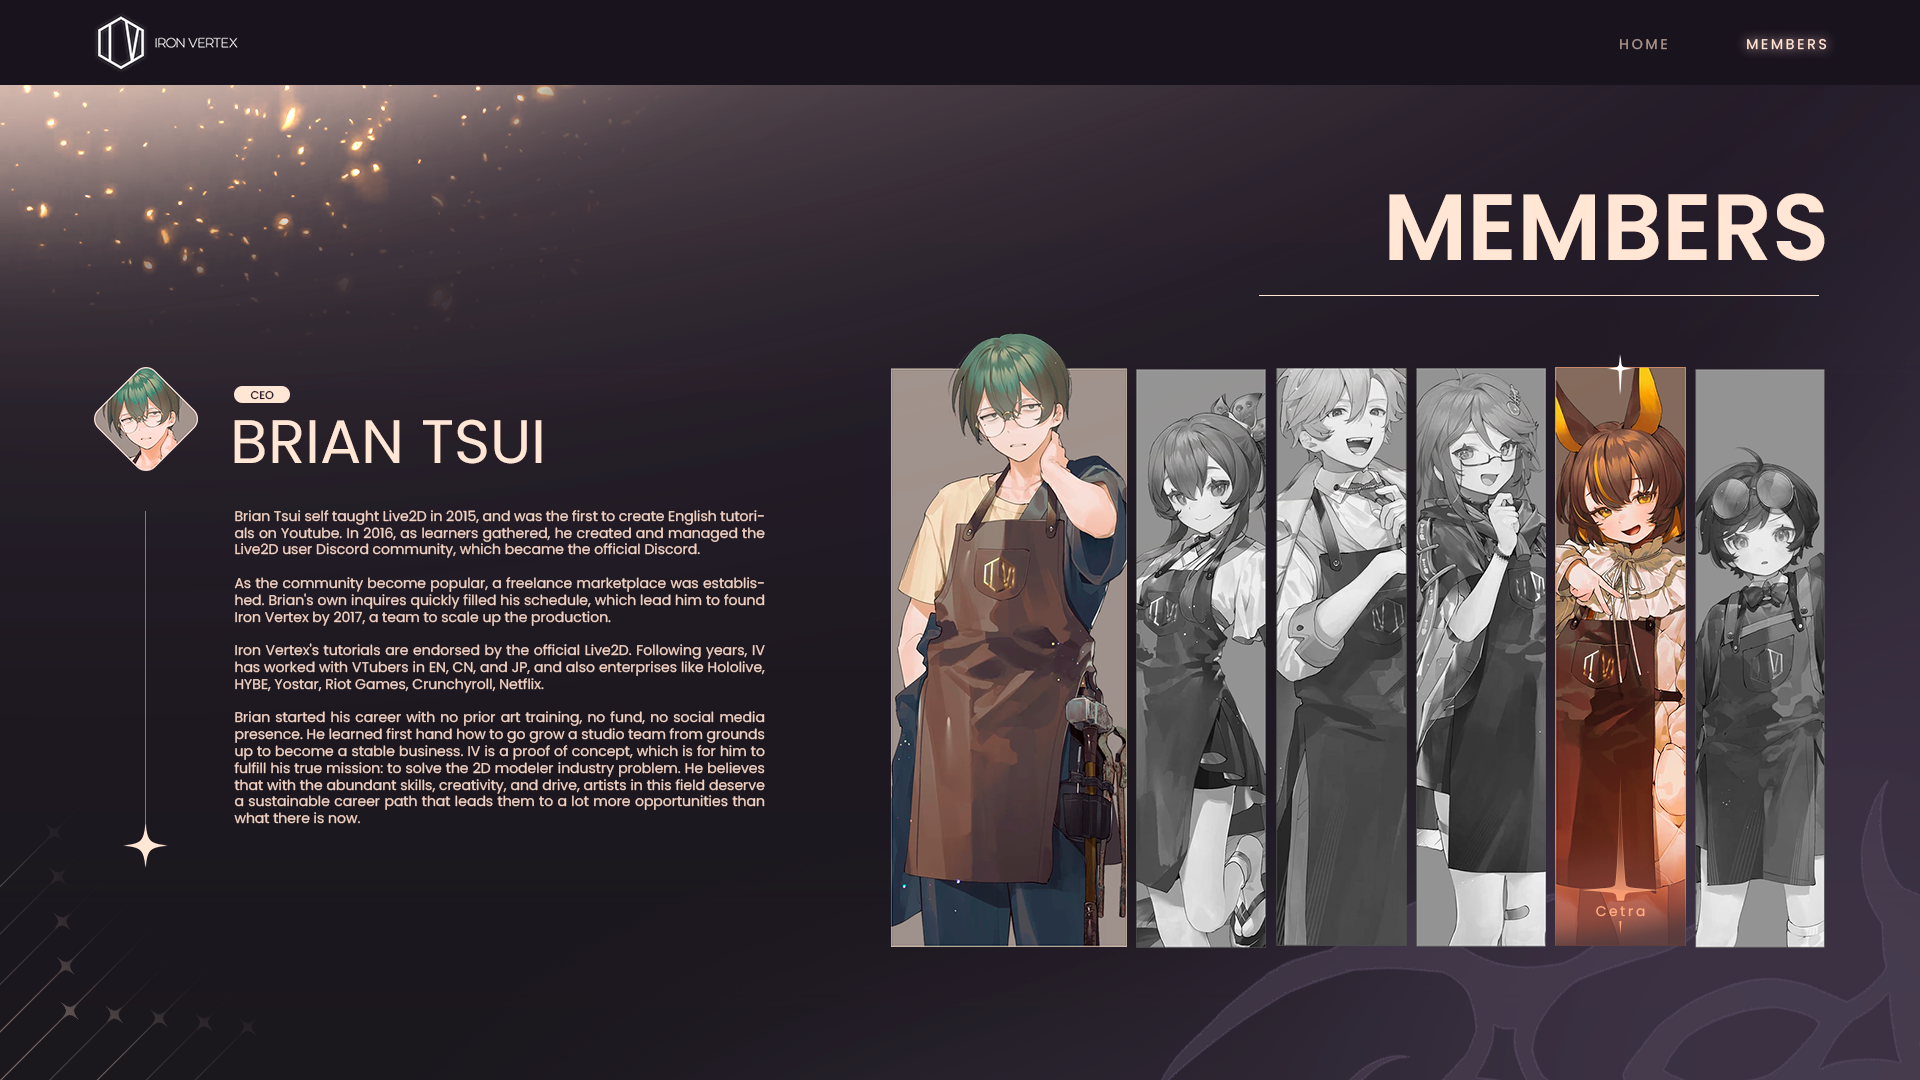 IRON VERTEX
HOME
MEMBERS
MEMBERS
CEO
BRIAN TSUI
Brian Tsui self taught Live2D in 2015, and was the first to create English tutori-
als on Youtube. In 2016, as learners gathered, he created and managed the
Live2D user Discord community, which became the official Discord.
As the community become popular, a freelance marketplace was establis-
hed. Brian's own inquires quickly filled his schedule, which lead him to found
Iron Vertex by 2017, a team to scale up the production.
Iron Vertex's tutorials are endorsed by the official Live2D. Following years, IV
has worked with VTubers in EN, CN, and JP, and also enterprises like Hololive,
HYBE, Yostar, Riot Games, Crunchyroll, Netflix.
Brian started his career with no prior art training, no fund, no social media
presence. He learned first hand how to go grow a studio team from grounds
up to become a stable business. IV is a proof of concept, which is for him to
fulfill his true mission: to solve the 2D modeler industry problem. He believes
that with the abundant skills, creativity, and drive, artists in this field deserve
a sustainable career path that leads them to a lot more opportunities than
what there is now.
Cetra